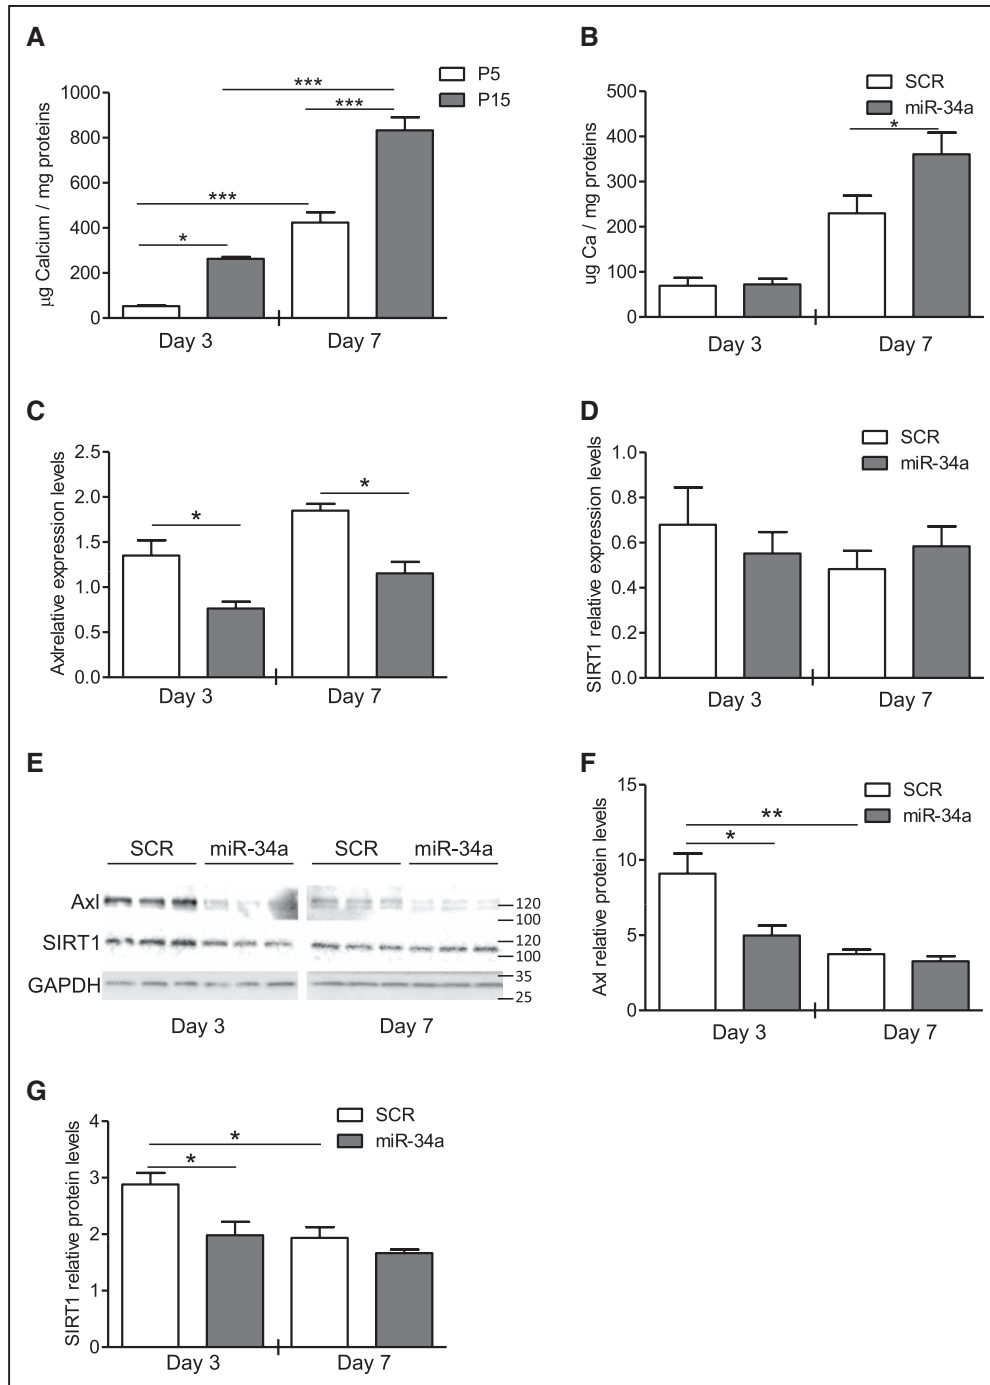 A
µg Calcium / mg proteins
1000
800
600
400
200
0
***
***
***
*
P5
P15
Day 3
Day 7
B
ug Ca / mg proteins
500
400
300
200
100
0
*
SCR
miR-34a
Day 3
Day 7
C
Axlrelative expression levels
2.5
2.0
1.5
1.0
0.5
0.0
*
*
Day 3
Day 7
D
SIRT1 relative expression levels
1.0
0.8
0.6
0.4
0.2
0.0
SCR
miR-34a
Day 3
Day 7
E
SCR miR-34a SCR miR-34a
Axl
120
100
SIRT1
120
100
GAPDH
35
25
Day 3
Day 7
F
Axl relative protein levels
15
10
5
0
**
*
SCR
miR-34a
Day 3
Day 7
G
SIRT1 relative protein levels
4
3
2
1
0
*
*
SCR
miR-34a
Day 3
Day 7